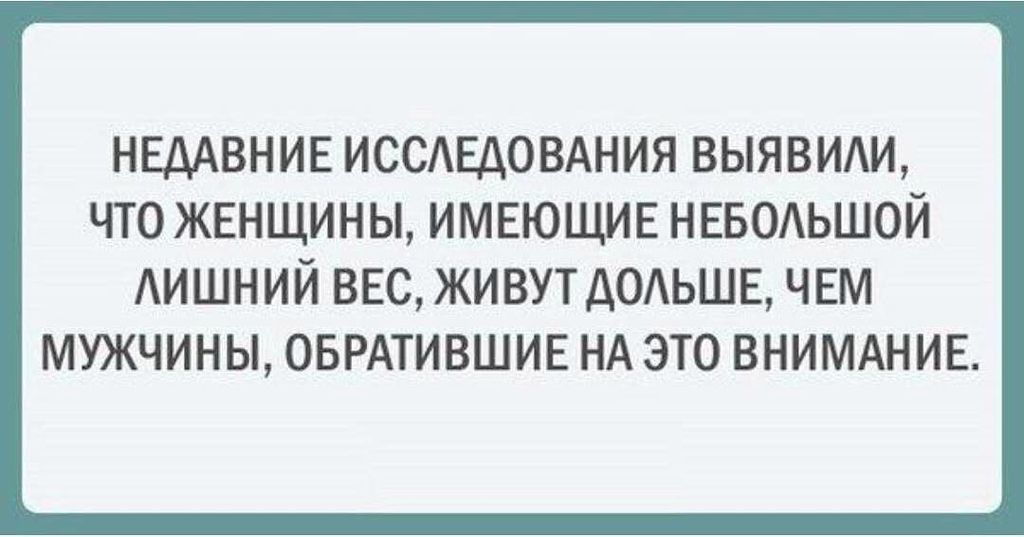 НЕДАВНИЕ ИССЛЕДОВАНИЯ ВЫЯВИЛИ,
ЧТО ЖЕНЩИНЫ, ИМЕЮЩИЕ НЕБОЛЬШОЙ
ЛИШНИЙ ВЕС, ЖИВУТ ДОЛЬШЕ, ЧЕМ
МУЖЧИНЫ, ОБРАТИВШИЕ НА ЭТО ВНИМАНИЕ.